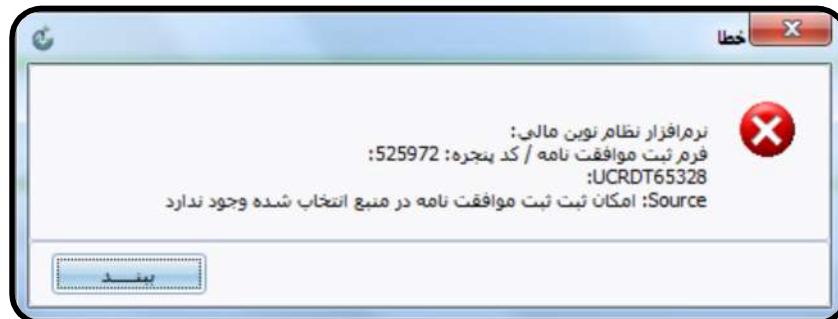 خطا
نرم‌افزار نظام نوین مالی:
فرم ثبت موافقت نامه / کد پنجره: 525972:
UCRDT65328:
Source: امکان ثبت ثبت موافقت نامه در منبع انتخاب شده وجود ندارد
ببنـــد